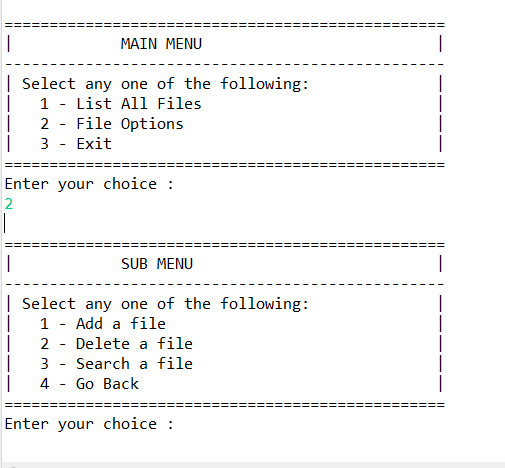 =================================================
|            MAIN MENU                          |
-------------------------------------------------
| Select any one of the following:              |
|   1 - List All Files                          |
|   2 - File Options                            |
|   3 - Exit                                    |
=================================================
Enter your choice :
2

=================================================
|            SUB MENU                           |
-------------------------------------------------
| Select any one of the following:              |
|   1 - Add a file                              |
|   2 - Delete a file                           |
|   3 - Search a file                           |
|   4 - Go Back                                 |
=================================================
Enter your choice :